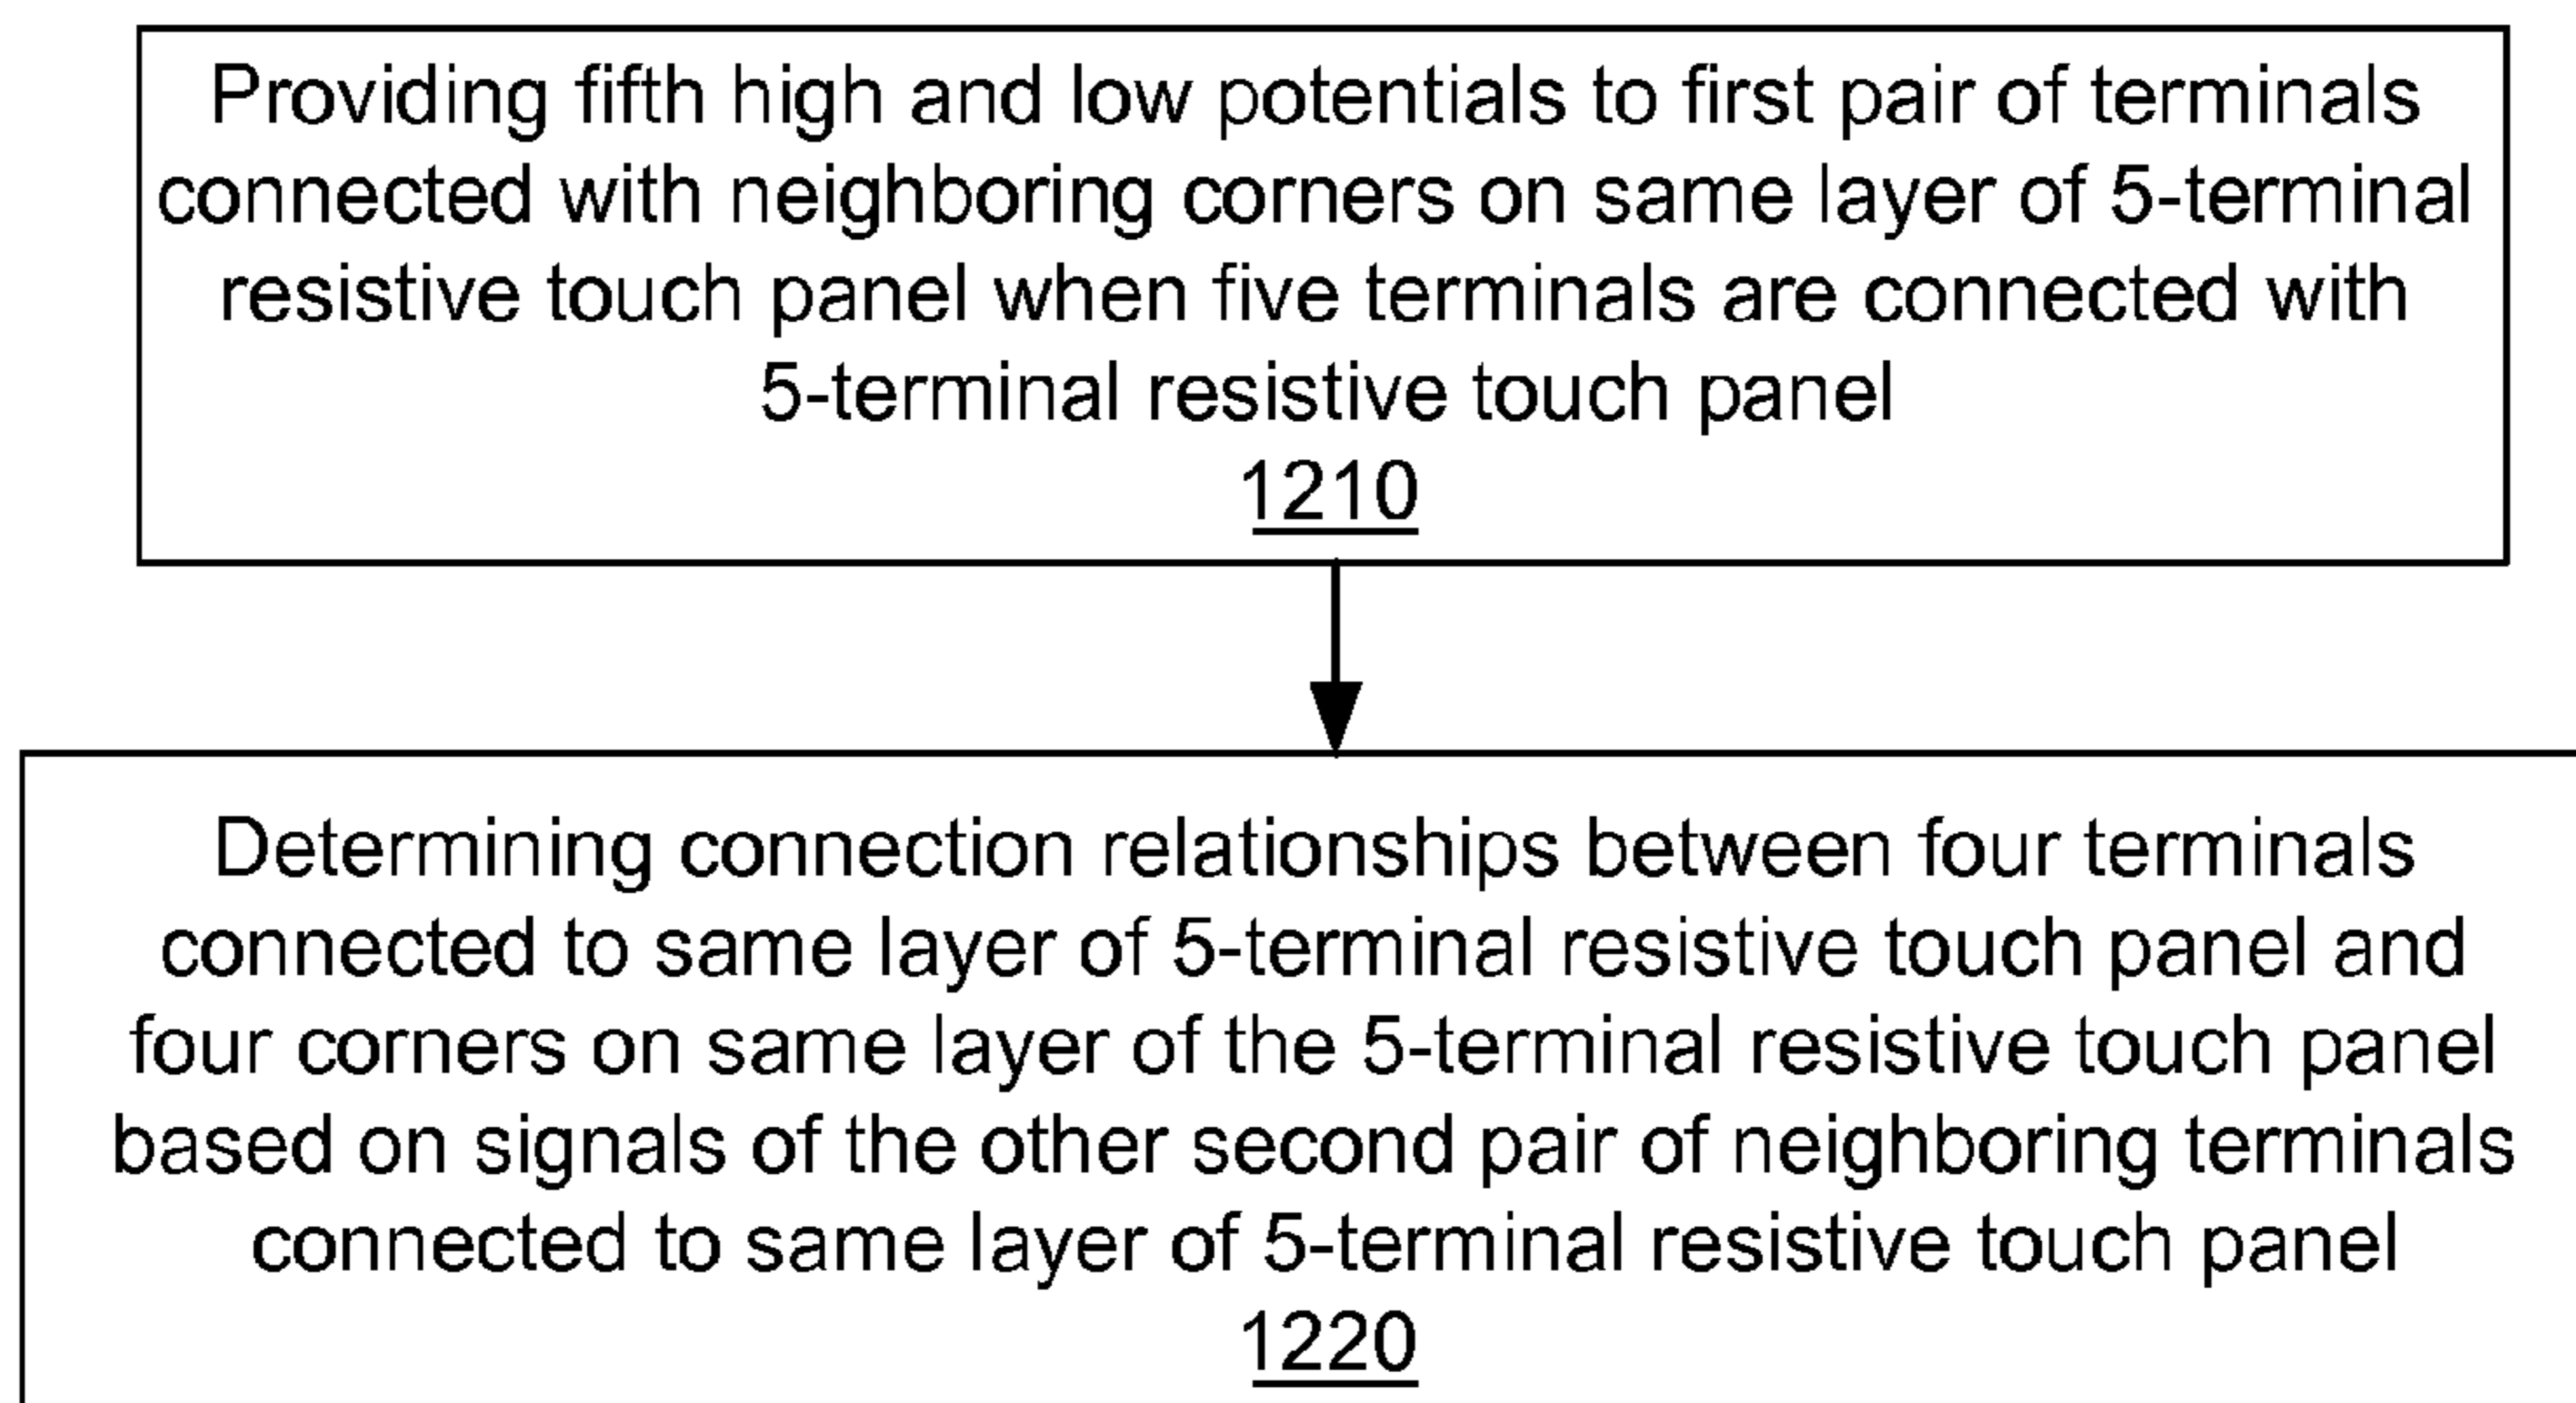 Providing fifth high and low potentials to first pair of terminals
connected with neighboring corners on same layer of 5-terminal
resistive touch panel when five terminals are connected with
5-terminal resistive touch panel
1210
Determining connection relationships between four terminals
connected to same layer of 5-terminal resistive touch panel and
four corners on same layer of the 5-terminal resistive touch panel
based on signals of the other second pair of neighboring terminals
connected to same layer of 5-terminal resistive touch panel
1220